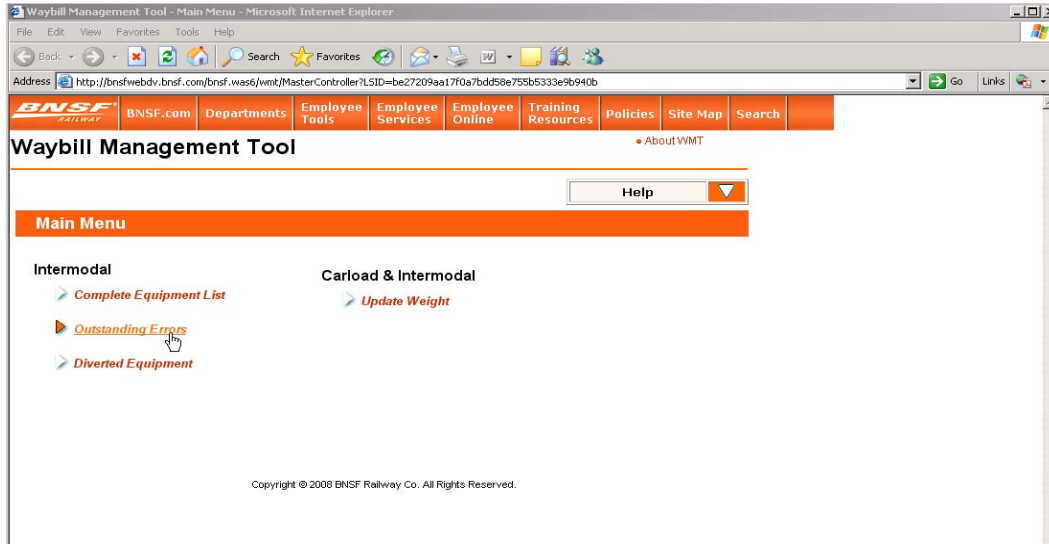 Waybill Management Tool - Main Menu - Microsoft Internet Explorer
File Edit View Favorites Tools Help
Back Search Favorites
Address http://bnsfwebdv.bnsf.com/bnsf.was6/wmt/MasterController?LSID=be27209aa17f0a7bdd58e755b5333e9b940b Go Links
BNSF RAILWAY BNSF.com Departments Employee Tools Employee Services Employee Online Training Resources Policies Site Map Search
Waybill Management Tool
About WMT
Help
Main Menu
Intermodal
Complete Equipment List
Outstanding Errors
Diverted Equipment
Carload & Intermodal
Update Weight
Copyright © 2008 BNSF Railway Co. All Rights Reserved.